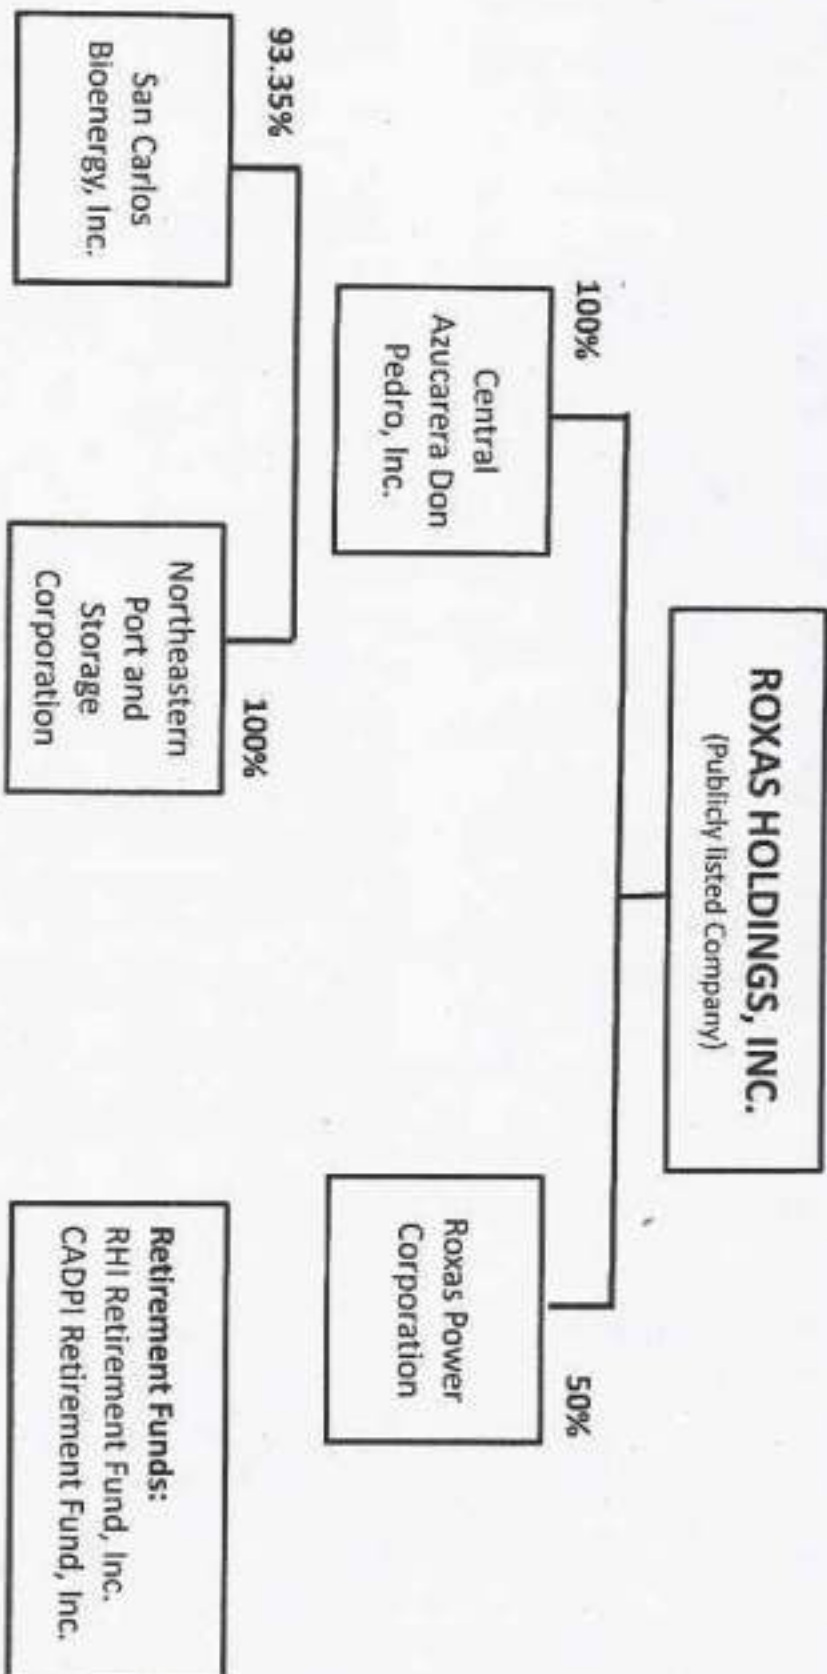 ROXAS HOLDINGS, INC.
(Publicly listed Company)
100%
50%
Central
Azucarera Don
Pedro, Inc.
Roxas Power
Corporation
93.35%
100%
San Carlos
Bioenergy, Inc.
Northeastern
Port and
Storage
Corporation
Retirement Funds:
RHI Retirement Fund, Inc.
CADPI Retirement Fund, Inc.